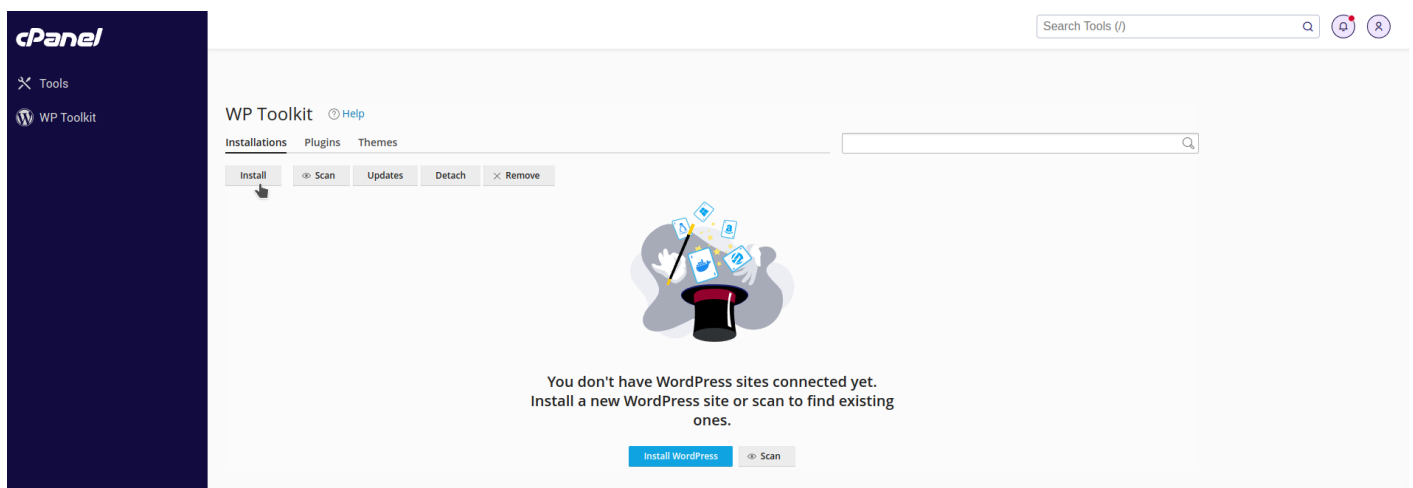 cPanel
Search Tools (/)
Tools
WP Toolkit
WP Toolkit
Help
Installations Plugins Themes
Install Scan Updates Detach Remove
You don't have WordPress sites connected yet.
Install a new WordPress site or scan to find existing
ones.
Install WordPress Scan